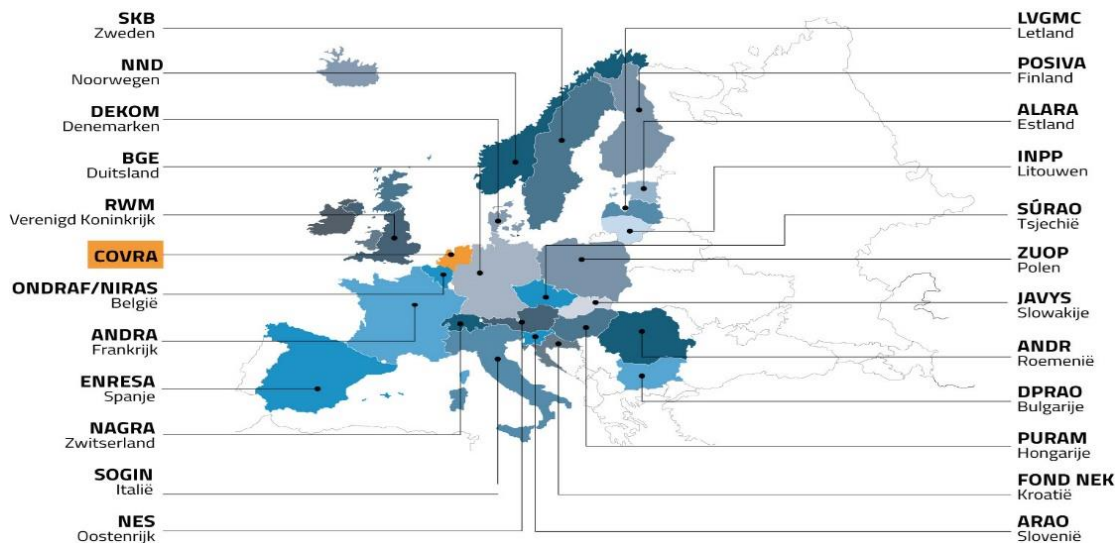 SKB
Zweden
NND
Noorwegen
DEKOM
Denemarken
BGE
Duitsland
RWM
Verenigd Koninkrijk
COVRA
ONDRAF/NIRAS
België
ANDRA
Frankrijk
ENRESA
Spanje
NAGRA
Zwitserland
SOGIN
Italië
NES
Oostenrijk
LVGMC
Letland
POSIVA
Finland
ALARA
Estland
INPP
Litouwen
SÚRAO
Tsjechië
ZUOP
Polen
JAVYS
Slowakije
ANDR
Roemenië
DPRAO
Bulgarije
PURAM
Hongarije
FOND NEK
Kroatië
ARAO
Slovenië